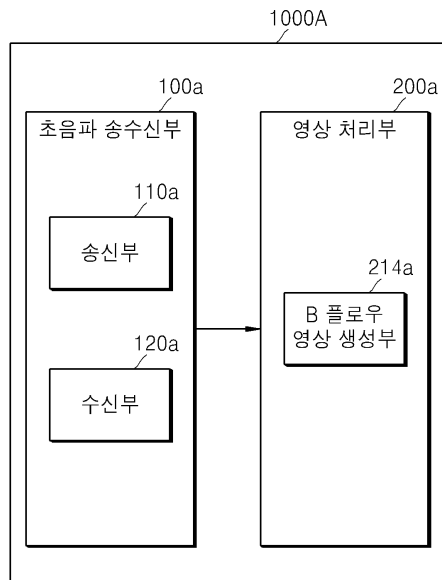 1000A
100a
초음파 송수신부
110a
송신부
120a
수신부
200a
영상 처리부
214a
B 플로우
영상 생성부